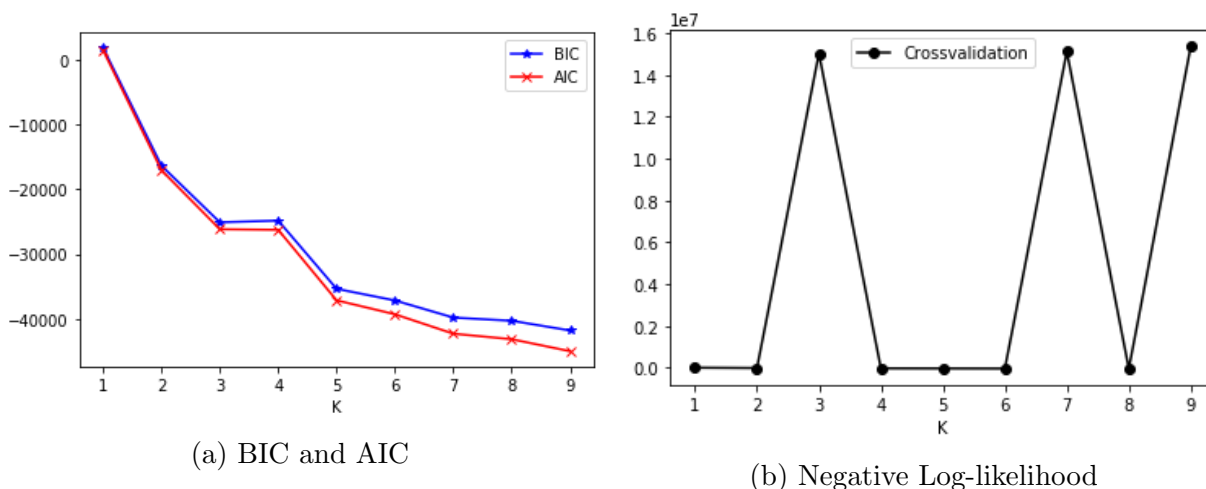 0
−10000
−20000
−30000
−40000
BIC
AIC
1 2 3 4 5 6 7 8 9
K
(a) BIC and AIC
1e7
1.6
1.4
1.2
1.0
0.8
0.6
0.4
0.2
0.0
Crossvalidation
1 2 3 4 5 6 7 8 9
K
(b) Negative Log-likelihood